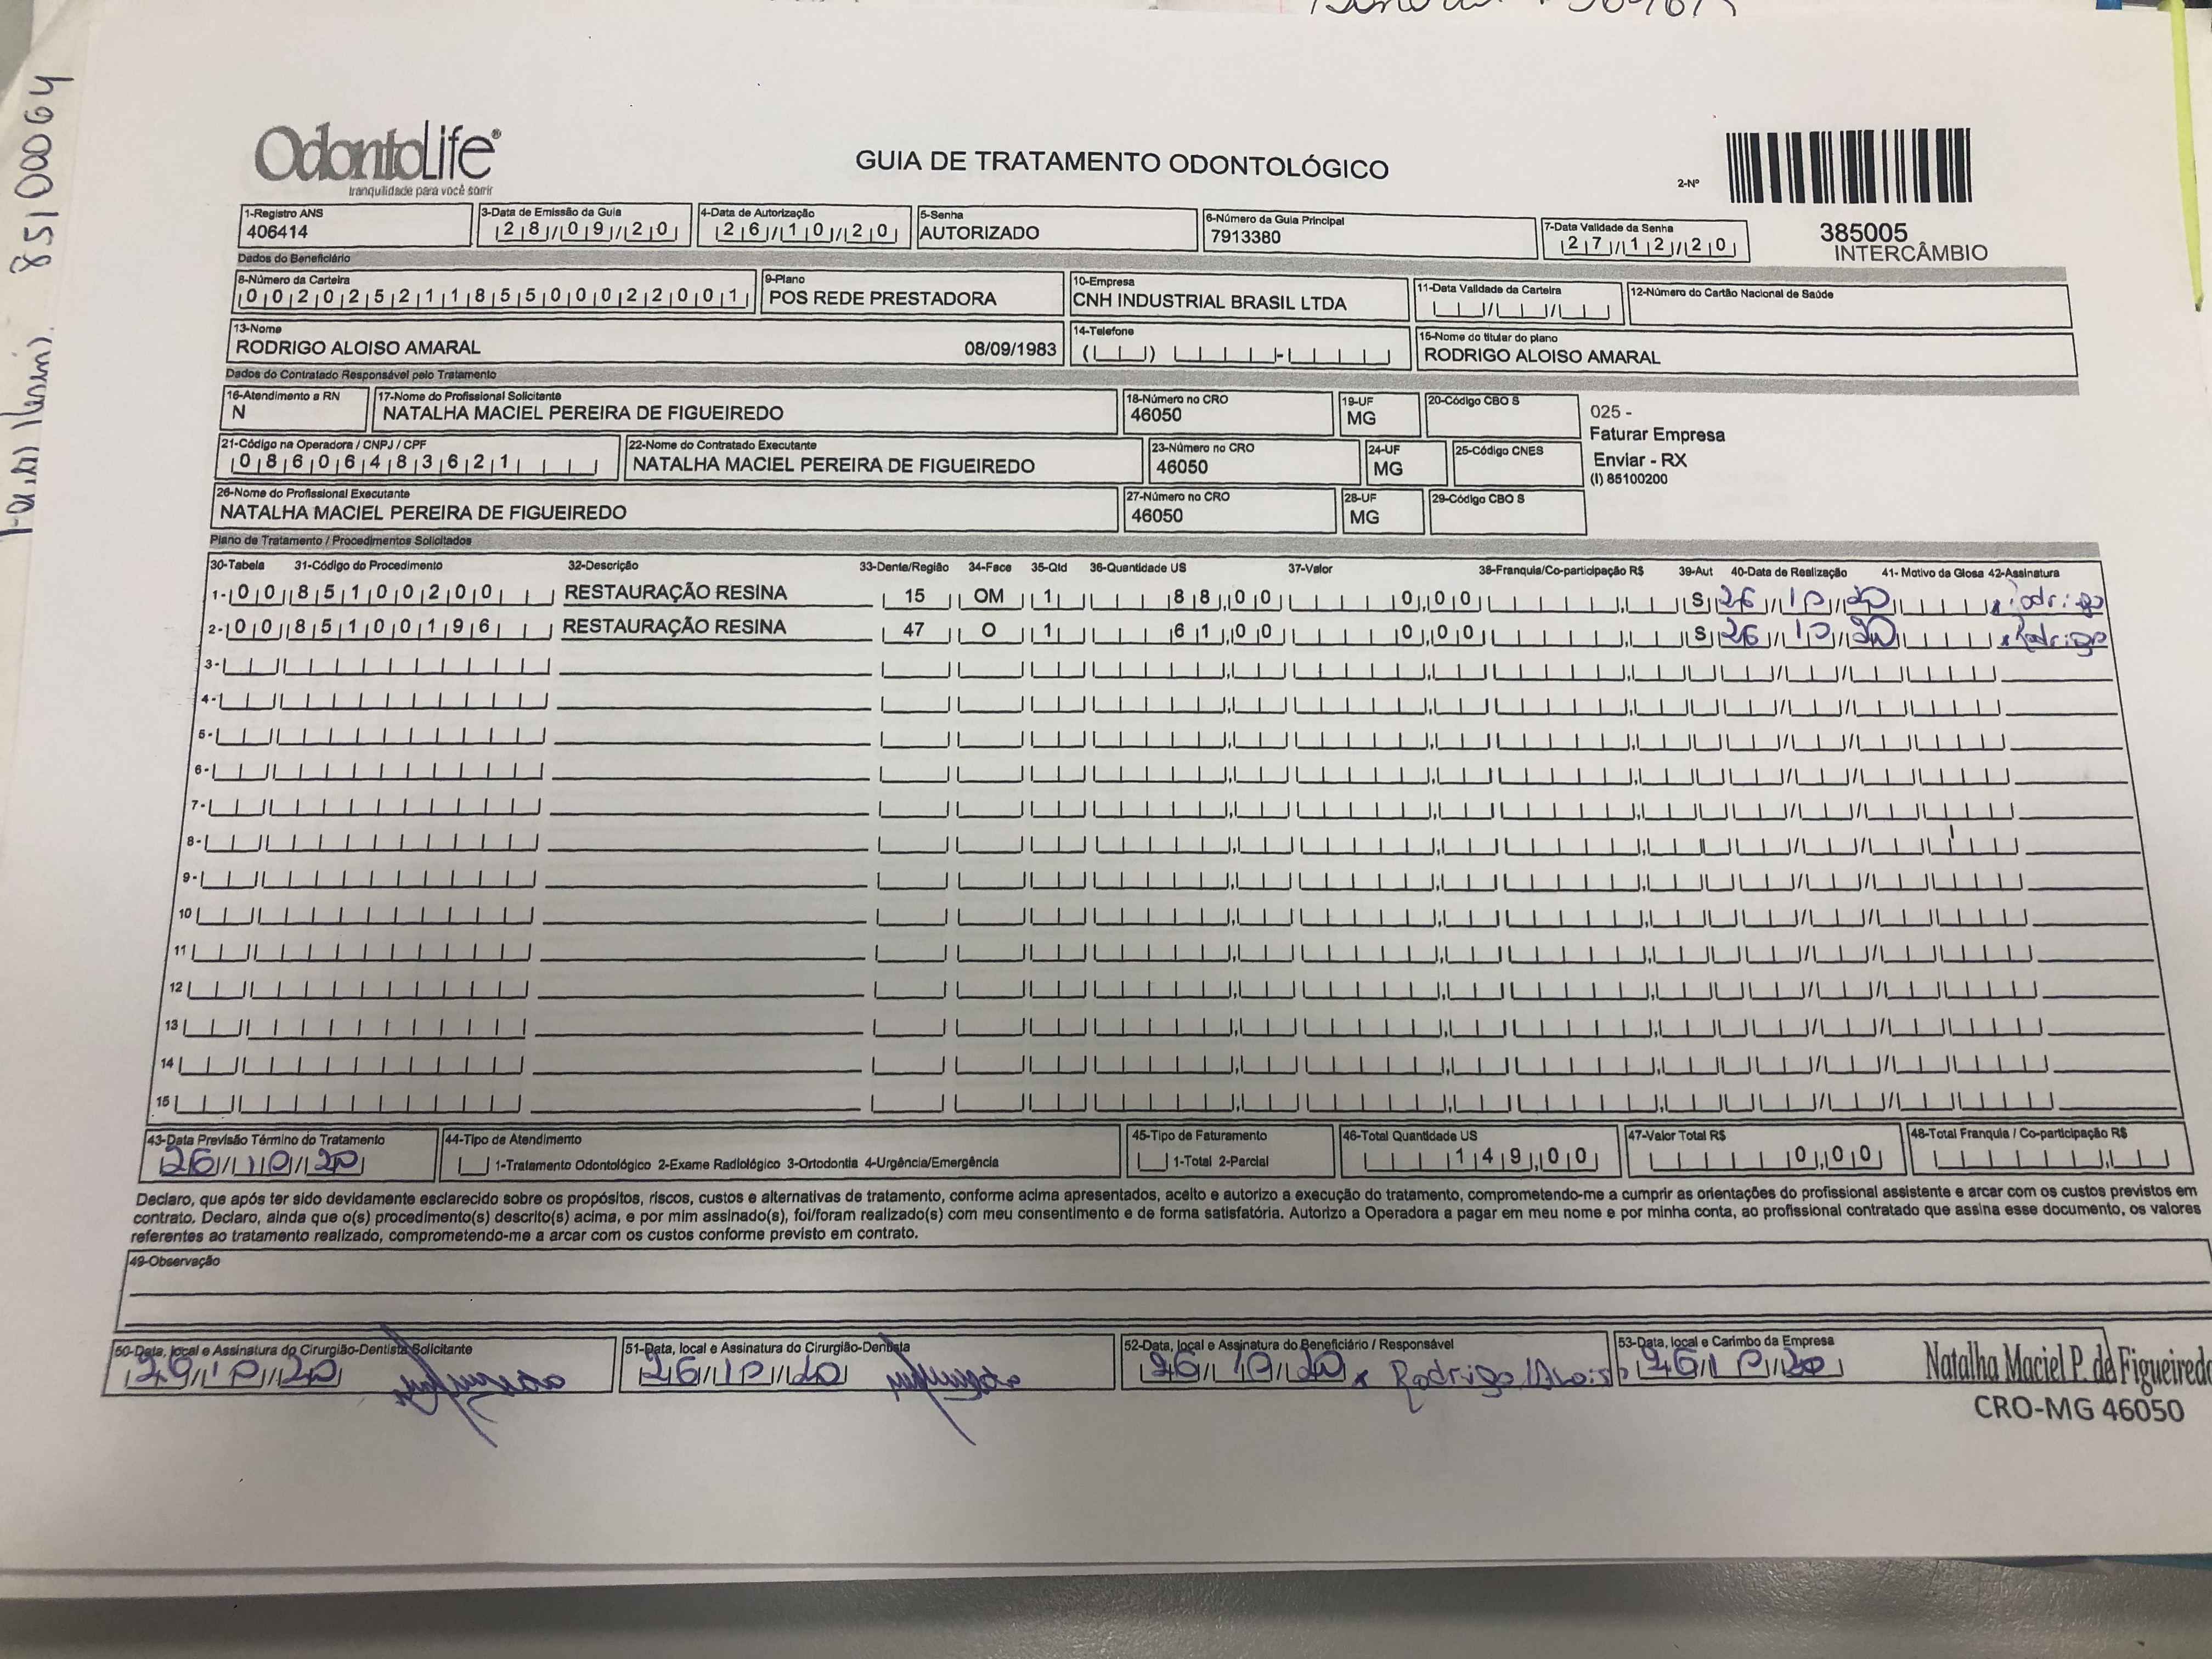 85100064
OdontoLife®
tranquilidade para você sorrir
GUIA DE TRATAMENTO ODONTOLÓGICO
2-Nº
385005
INTERCÂMBIO
1-Registro ANS
406414
3-Data de Emissão da Guia
28/09/20
4-Data de Autorização
26/10/20
5-Senha
AUTORIZADO
6-Número da Guia Principal
7913380
7-Data Validade da Senha
27/12/20
Dados do Beneficiário
8-Número da Carteira
00202521185500022001
9-Plano
POS REDE PRESTADORA
10-Empresa
CNH INDUSTRIAL BRASIL LTDA
11-Data Validade da Carteira
12-Número do Cartão Nacional de Saúde
13-Nome
RODRIGO ALOISO AMARAL 08/09/1983
14-Telefone
15-Nome do titular do plano
RODRIGO ALOISO AMARAL
Dados do Contratado Responsável pelo Tratamento
16-Atendimento a RN
N
17-Nome do Profissional Solicitante
NATALHA MACIEL PEREIRA DE FIGUEIREDO
18-Número no CRO
46050
19-UF
MG
20-Código CBO S
025 -
Faturar Empresa
Enviar - RX
(I) 85100200
21-Código na Operadora / CNPJ / CPF
08606483621
22-Nome do Contratado Executante
NATALHA MACIEL PEREIRA DE FIGUEIREDO
23-Número no CRO
46050
24-UF
MG
25-Código CNES
26-Nome do Profissional Executante
NATALHA MACIEL PEREIRA DE FIGUEIREDO
27-Número no CRO
46050
28-UF
MG
29-Código CBO S
Plano de Tratamento / Procedimentos Solicitados
30-Tabela 31-Código do Procedimento 32-Descrição 33-Dente/Região 34-Face 35-Qtd 36-Quantidade US 37-Valor 38-Franquia/Co-participação R$ 39-Aut 40-Data de Realização 41- Motivo da Glosa 42-Assinatura
1- 00 85100200 RESTAURAÇÃO RESINA 15 OM 1 88,00 0,00 S 26/10/20 x Rodrigo
2- 00 85100196 RESTAURAÇÃO RESINA 47 O 1 61,00 0,00 S 26/10/20 x Rodrigo
3-
4-
5-
6-
7-
8-
9-
10
11
12
13
14
15
43-Data Previsão Término do Tratamento
26/10/20
44-Tipo de Atendimento
1-Tratamento Odontológico 2-Exame Radiológico 3-Ortodontia 4-Urgência/Emergência
45-Tipo de Faturamento
1-Total 2-Parcial
46-Total Quantidade US
149,00
47-Valor Total R$
0,00
48-Total Franquia / Co-participação R$
Declaro, que após ter sido devidamente esclarecido sobre os propósitos, riscos, custos e alternativas de tratamento, conforme acima apresentados, aceito e autorizo a execução do tratamento, comprometendo-me a cumprir as orientações do profissional assistente e arcar com os custos previstos em
contrato. Declaro, ainda que o(s) procedimento(s) descrito(s) acima, e por mim assinado(s), foi/foram realizado(s) com meu consentimento e de forma satisfatória. Autorizo a Operadora a pagar em meu nome e por minha conta, ao profissional contratado que assina esse documento, os valores
referentes ao tratamento realizado, comprometendo-me a arcar com os custos conforme previsto em contrato.
49-Observação
50-Data, local e Assinatura do Cirurgião-Dentista Solicitante
26/10/20
51-Data, local e Assinatura do Cirurgião-Dentista
26/10/20
52-Data, local e Assinatura do Beneficiário / Responsável
26/10/20 x Rodrigo Alois
53-Data, local e Carimbo da Empresa
26/10/20
Natalha Maciel P. de Figueiredo
CRO-MG 46050